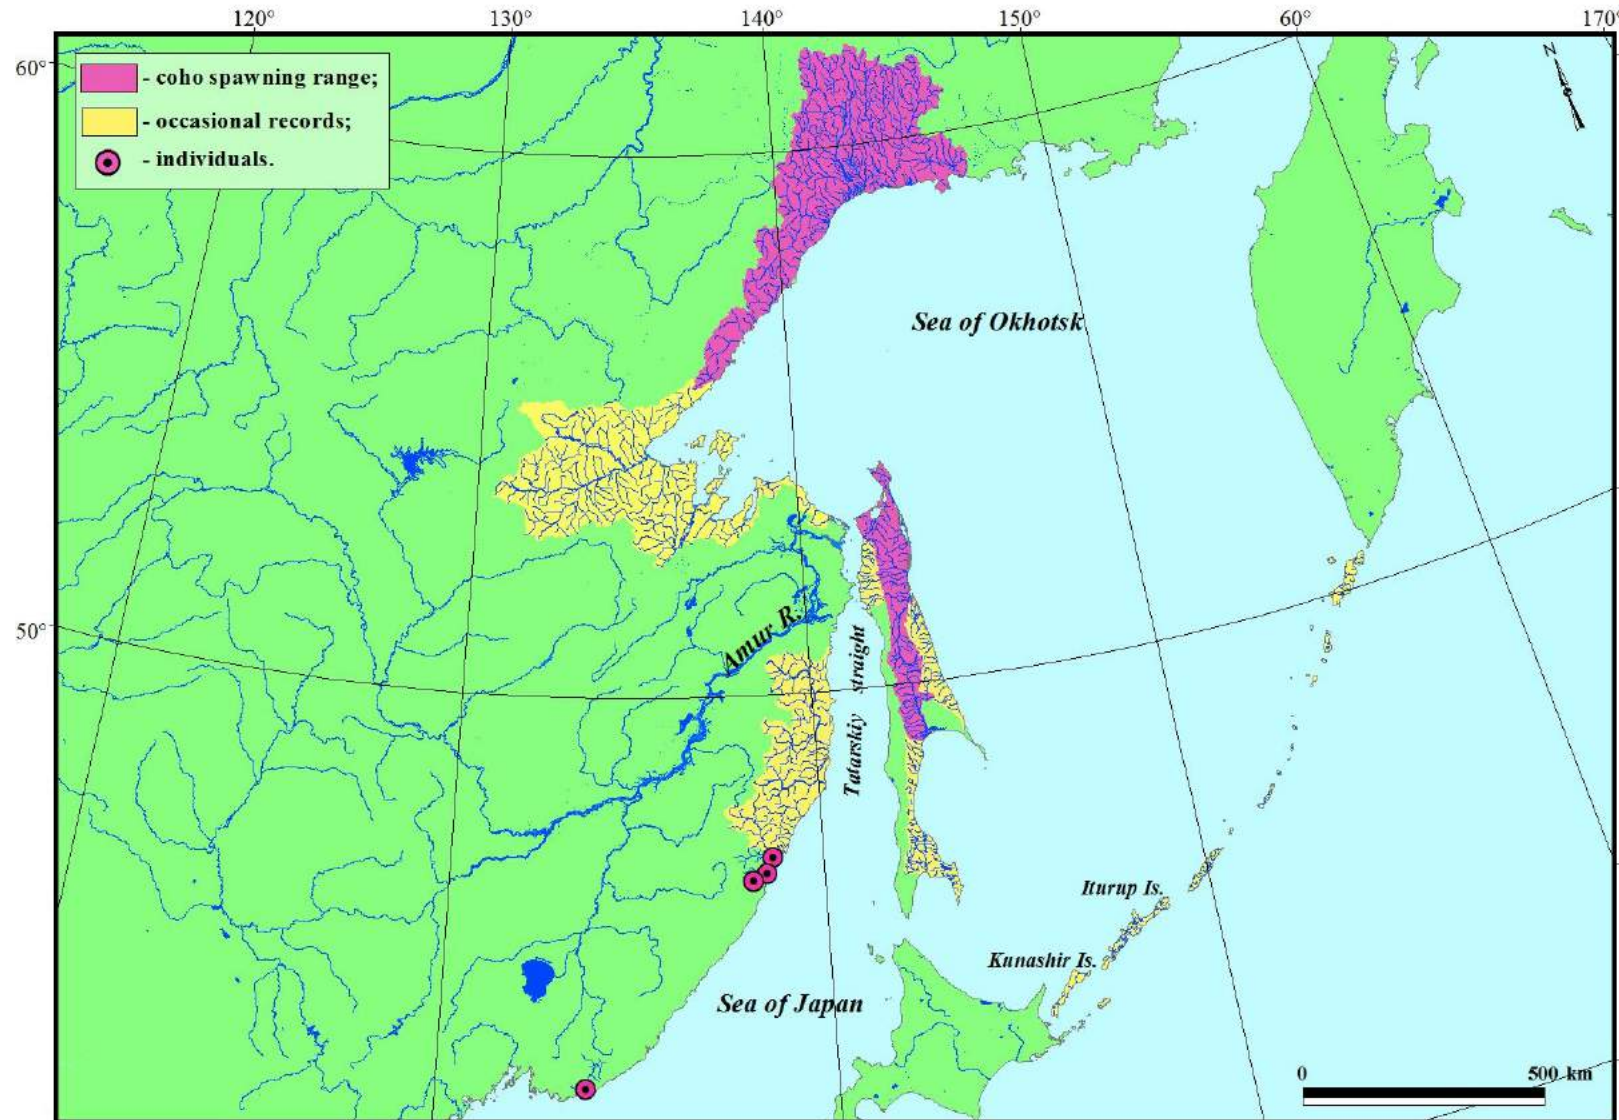 120° 130° 140° 150° 60° 170°
60°
N
- coho spawning range;
- occasional records;
- individuals.
Sea of Okhotsk
50°
Amur R.
Tatarskiy straight
Iturup Is.
Kunashir Is.
Sea of Japan
0 500 km